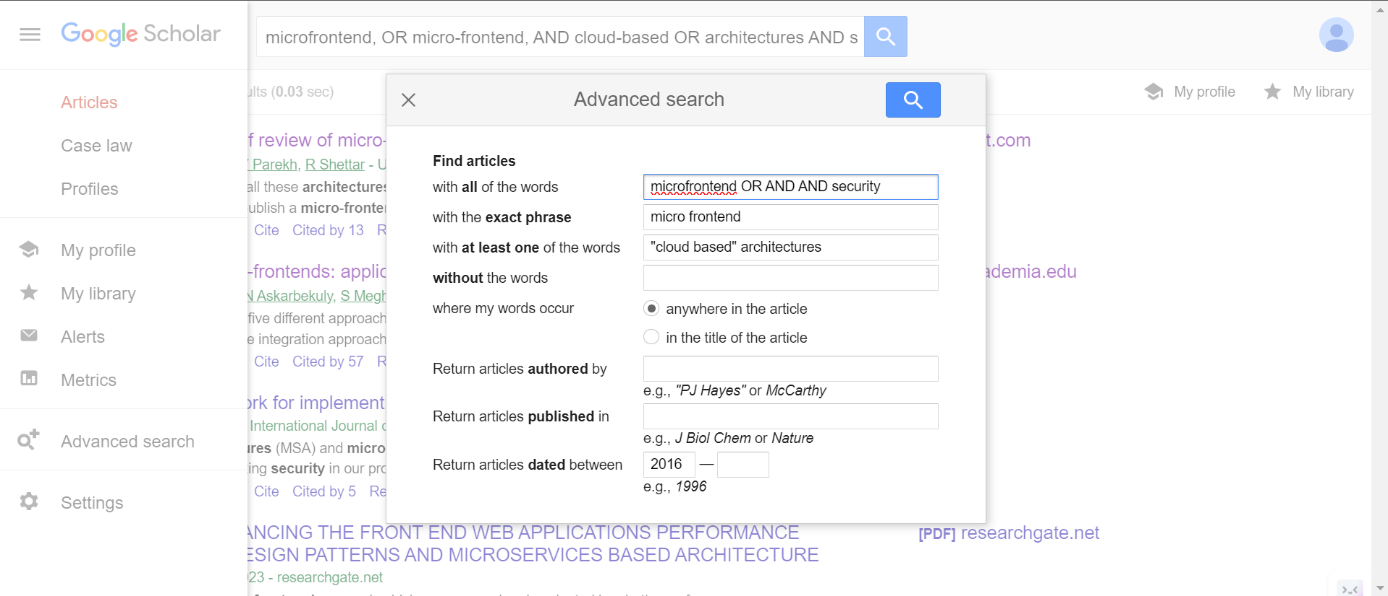 Google Scholar
microfrontend, OR micro-frontend, AND cloud-based OR architectures AND s
Articles
Case law
Profiles
My profile
My library
Alerts
Metrics
Advanced search
Settings
(0.03 sec)
My profile
My library
Advanced search
Find articles
with all of the words
microfrontend OR AND AND security
with the exact phrase
micro frontend
with at least one of the words
"cloud based" architectures
without the words
where my words occur
anywhere in the article
in the title of the article
Return articles authored by
e.g., "PJ Hayes" or McCarthy
Return articles published in
e.g., J Biol Chem or Nature
Return articles dated between
2016 —
e.g., 1996
f review of micro-
t.com
Parekh, R Shettar - U
all these architectures
ublish a micro-fronte
Cite Cited by 13 R
-frontends: applic
ademia.edu
N Askarbekuly, S Megh
five different approach
e integration approach
Cite Cited by 57 R
ork for implement
International Journal o
ures (MSA) and micro
ing security in our pro
Cite Cited by 5 Re
ANCING THE FRONT END WEB APPLICATIONS PERFORMANCE
ESIGN PATTERNS AND MICROSERVICES BASED ARCHITECTURE
[PDF] researchgate.net
023 - researchgate.net